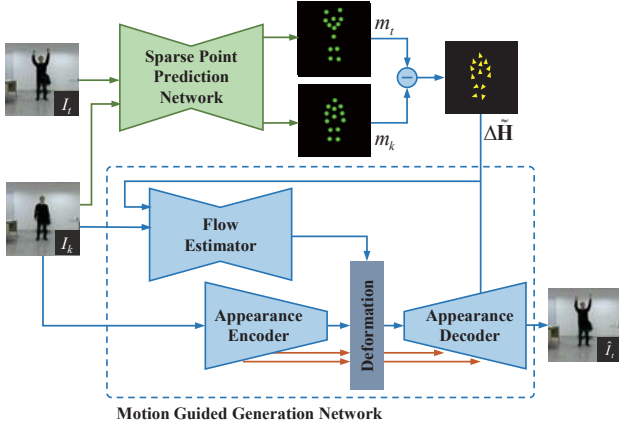 I_t
Sparse Point
Prediction
Network
m_t
m_k
−
ΔH̃
I_k
Flow
Estimator
Deformation
Appearance
Encoder
Appearance
Decoder
Î_t
Motion Guided Generation Network